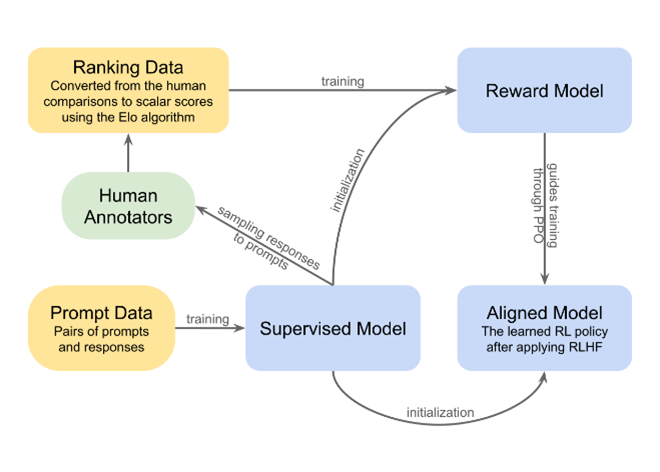 Ranking Data
Converted from the human
comparisons to scalar scores
using the Elo algorithm
training
Reward Model
initialization
guides training
through PPO
Human
Annotators
sampling responses
to prompts
Prompt Data
Pairs of prompts
and responses
training
Supervised Model
Aligned Model
The learned RL policy
after applying RLHF
initialization